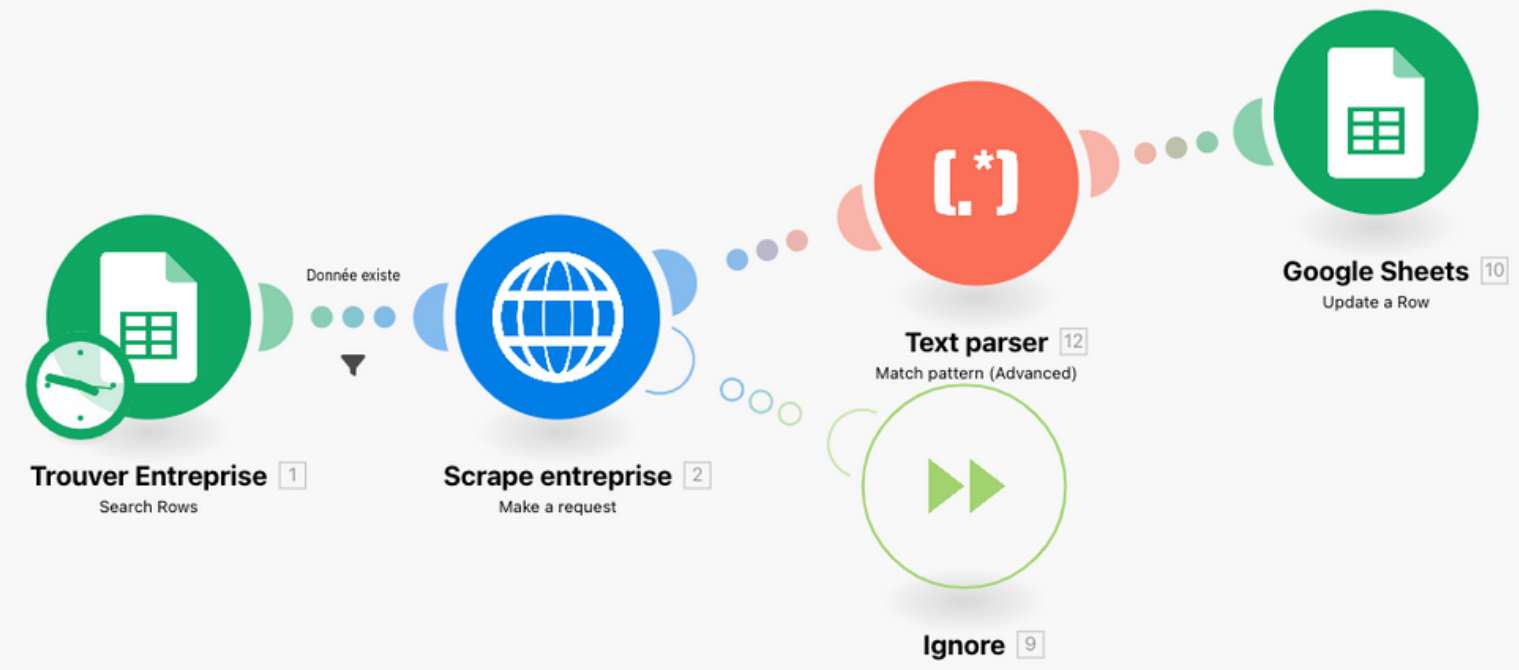 Donnée existe
Trouver Entreprise 1
Search Rows
Scrape entreprise 2
Make a request
(.*)
Text parser 12
Match pattern (Advanced)
Google Sheets 10
Update a Row
Ignore 9